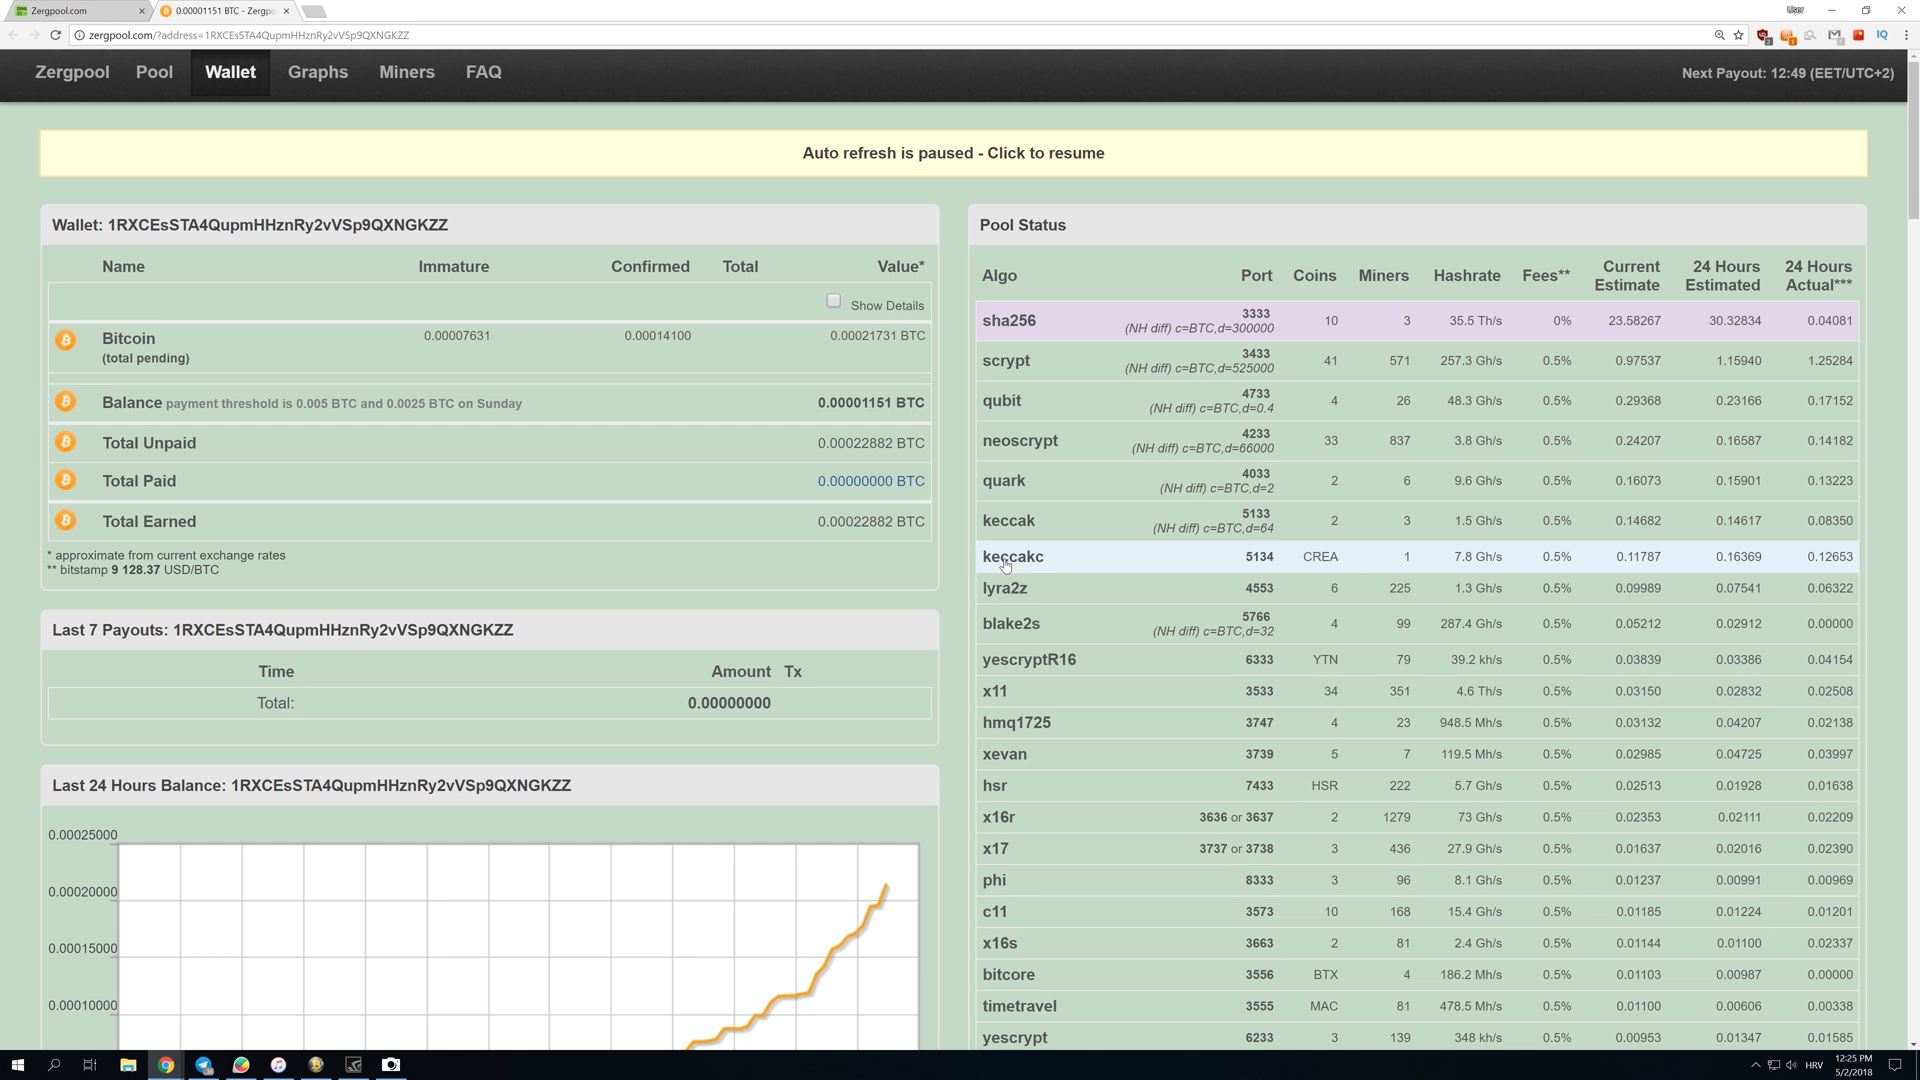 Zergpool.com
0.00001151 BTC - Zergpo
User
zergpool.com/?address=1RXCEsSTA4QupmHHznRy2vVSp9QXNGKZZ
Zergpool Pool Wallet Graphs Miners FAQ
Next Payout: 12:49 (EET/UTC+2)
Auto refresh is paused - Click to resume
Wallet: 1RXCEsSTA4QupmHHznRy2vVSp9QXNGKZZ
Name Immature Confirmed Total Value*
Show Details
Bitcoin 0.00007631 0.00014100 0.00021731 BTC
(total pending)
Balance payment threshold is 0.005 BTC and 0.0025 BTC on Sunday 0.00001151 BTC
Total Unpaid 0.00022882 BTC
Total Paid 0.00000000 BTC
Total Earned 0.00022882 BTC
* approximate from current exchange rates
** bitstamp 9 128.37 USD/BTC
Last 7 Payouts: 1RXCEsSTA4QupmHHznRy2vVSp9QXNGKZZ
Time Amount Tx
Total: 0.00000000
Last 24 Hours Balance: 1RXCEsSTA4QupmHHznRy2vVSp9QXNGKZZ
0.00025000
0.00020000
0.00015000
0.00010000
Pool Status
Algo Port Coins Miners Hashrate Fees** Current Estimate 24 Hours Estimated 24 Hours Actual***
sha256 3333 10 3 35.5 Th/s 0% 23.58267 30.32834 0.04081
(NH diff) c=BTC,d=300000
scrypt 3433 41 571 257.3 Gh/s 0.5% 0.97537 1.15940 1.25284
(NH diff) c=BTC,d=525000
qubit 4733 4 26 48.3 Gh/s 0.5% 0.29368 0.23166 0.17152
(NH diff) c=BTC,d=0.4
neoscrypt 4233 33 837 3.8 Gh/s 0.5% 0.24207 0.16587 0.14182
(NH diff) c=BTC,d=66000
quark 4033 2 6 9.6 Gh/s 0.5% 0.16073 0.15901 0.13223
(NH diff) c=BTC,d=2
keccak 5133 2 3 1.5 Gh/s 0.5% 0.14682 0.14617 0.08350
(NH diff) c=BTC,d=64
keccakc 5134 CREA 1 7.8 Gh/s 0.5% 0.11787 0.16369 0.12653
lyra2z 4553 6 225 1.3 Gh/s 0.5% 0.09989 0.07541 0.06322
blake2s 5766 4 99 287.4 Gh/s 0.5% 0.05212 0.02912 0.00000
(NH diff) c=BTC,d=32
yescryptR16 6333 YTN 79 39.2 kh/s 0.5% 0.03839 0.03386 0.04154
x11 3533 34 351 4.6 Th/s 0.5% 0.03150 0.02832 0.02508
hmq1725 3747 4 23 948.5 Mh/s 0.5% 0.03132 0.04207 0.02138
xevan 3739 5 7 119.5 Mh/s 0.5% 0.02985 0.04725 0.03997
hsr 7433 HSR 222 5.7 Gh/s 0.5% 0.02513 0.01928 0.01638
x16r 3636 or 3637 2 1279 73 Gh/s 0.5% 0.02353 0.02111 0.02209
x17 3737 or 3738 3 436 27.9 Gh/s 0.5% 0.01637 0.02016 0.02390
phi 8333 3 96 8.1 Gh/s 0.5% 0.01237 0.00991 0.00969
c11 3573 10 168 15.4 Gh/s 0.5% 0.01185 0.01224 0.01201
x16s 3663 2 81 2.4 Gh/s 0.5% 0.01144 0.01100 0.02337
bitcore 3556 BTX 4 186.2 Mh/s 0.5% 0.01103 0.00987 0.00000
timetravel 3555 MAC 81 478.5 Mh/s 0.5% 0.01100 0.00606 0.00338
yescrypt 6233 3 139 348 kh/s 0.5% 0.00953 0.01347 0.01585
HRV
12:25 PM
5/2/2018